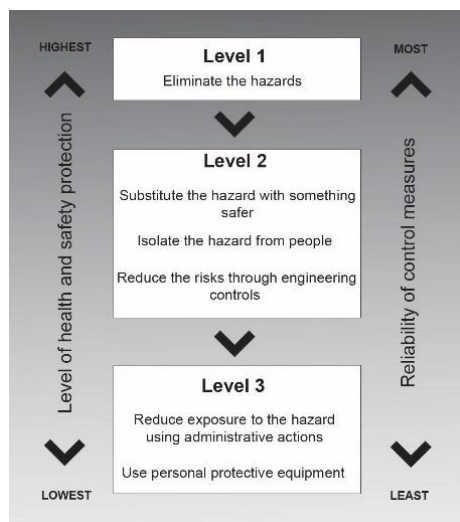 HIGHEST
Level 1
MOST
Eliminate the hazards
Level of health and safety protection
Reliability of control measures
Level 2
Substitute the hazard with something
safer
Isolate the hazard from people
Reduce the risks through engineering
controls
Level 3
Reduce exposure to the hazard
using administrative actions
Use personal protective equipment
LOWEST
LEAST